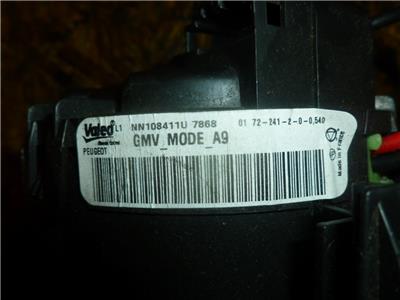 Valeo L1 NN108411U 7868 01 72-241-2-0-0,540
PEUGEOT GMV_MODE_A9
Made in France